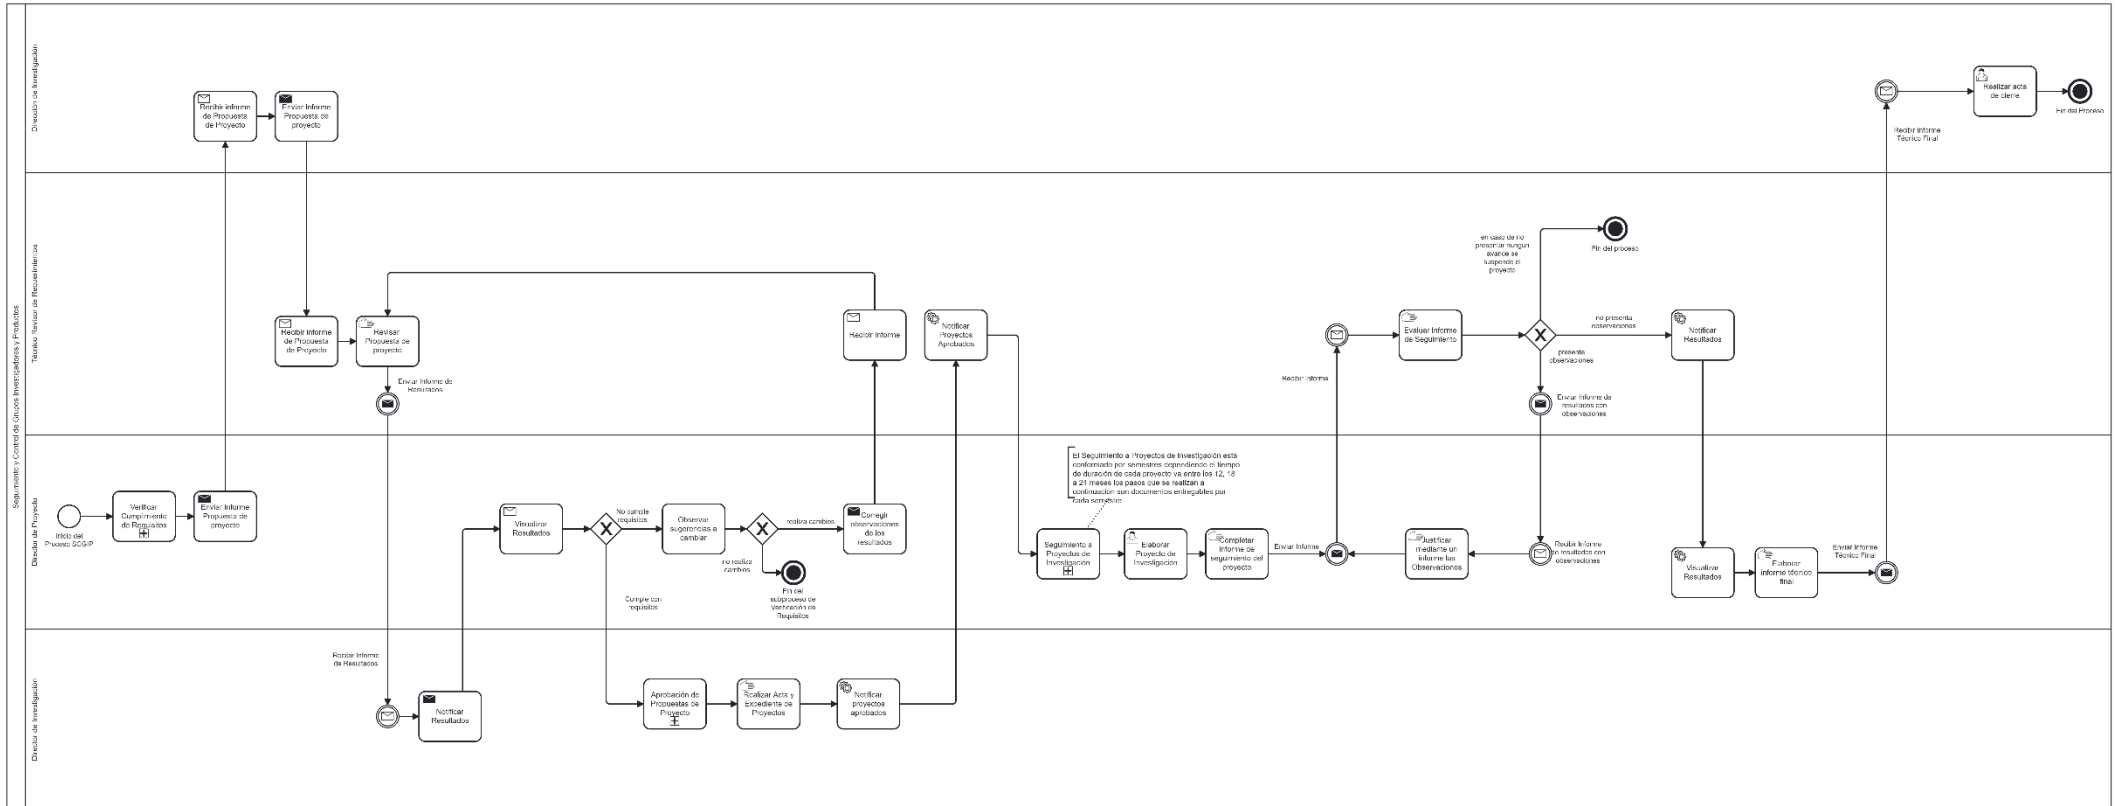 Seguimiento y Control de Grupos Investigadores y Productos
Dirección de Investigación
Recibir informe
de Propuesta
de Proyecto
Enviar Informe
Propuesta de
proyecto
Recibir Informe
Técnico Final
Realizar acta
de cierre
Fin del Proceso
Técnico Revisor de Requerimientos
Recibir informe
de Propuesta
de Proyecto
Revisar
Propuesta de
proyecto
Enviar Informe de
Resultados
Recibir Informe
Notificar
Proyectos
Aprobados
Recibir Informe
Evaluar Informe
de Seguimiento
en caso de no
presentar ningun
avance se
suspende el
proyecto
Fin del proceso
no presenta
observaciones
presenta
observaciones
Enviar Informe de
resultados con
observaciones
Notificar
Resultados
Director de Proyecto
Inicio del
Proceso SCGIP
Verificar
Cumplimiento
de Requisitos
Enviar Informe
Propuesta de
proyecto
Visualizar
Resultados
No cumple
requisitos
Cumple con
requisitos
Observar
sugerencias a
cambiar
realiza cambios
no realiza
cambios
Fin del
subproceso de
Verificación de
Requisitos
Corregir
observaciones
de los
resultados
El Seguimiento a Proyectos de Investigación está
conformado por semestres dependiendo el tiempo
de duración de cada proyecto va entre los 12, 18
a 24 meses los pasos que se realizan a
continuación son documentos entregables por
cada semestre
Seguimiento a
Proyectos de
Investigación
Elaborar
Proyecto de
Investigación
Completar
Informe de
seguimiento del
proyecto
Enviar Informe
Justificar
mediante un
informe las
Observaciones
Recibir Informe
de resultados con
observaciones
Visualizar
Resultados
Elaborar
informe técnico
final
Enviar Informe
Técnico Final
Director de Investigación
Recibir Informe
de Resultados
Notificar
Resultados
Aprobación de
Propuestas de
Proyecto
Realizar Acta y
Expediente de
Proyectos
Notificar
proyectos
aprobados